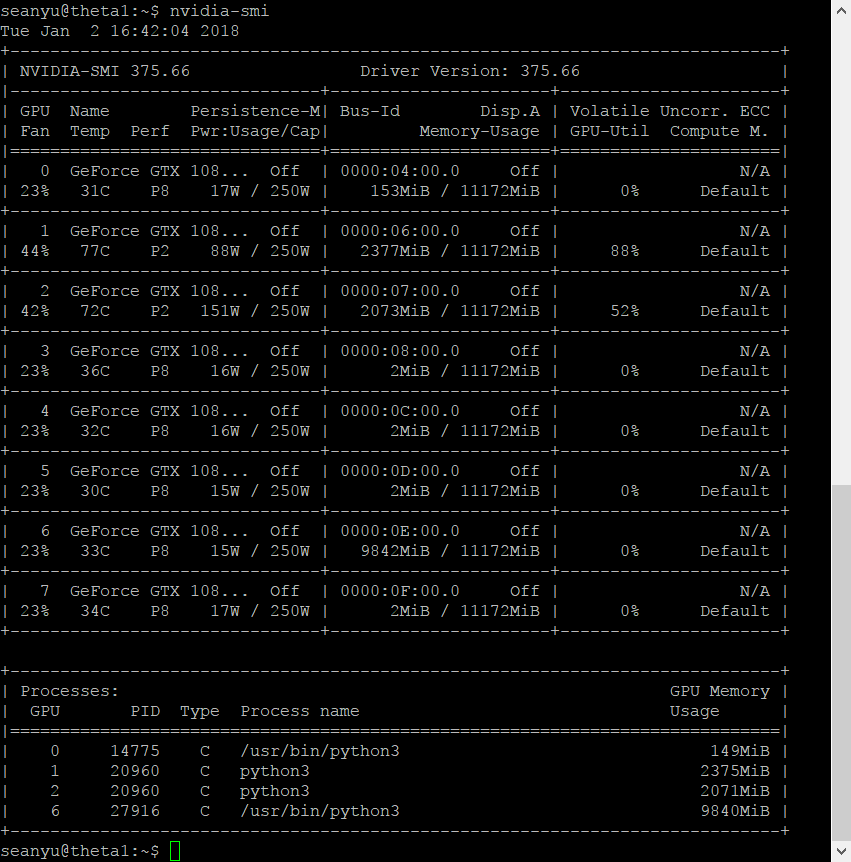 seanyu@theta1:~$ nvidia-smi
Tue Jan  2 16:42:04 2018
+-----------------------------------------------------------------------------+
| NVIDIA-SMI 375.66                 Driver Version: 375.66                    |
|-------------------------------+----------------------+----------------------+
| GPU  Name        Persistence-M| Bus-Id        Disp.A | Volatile Uncorr. ECC |
| Fan  Temp  Perf  Pwr:Usage/Cap|         Memory-Usage | GPU-Util  Compute M. |
|===============================+======================+======================|
|   0  GeForce GTX 108...  Off  | 0000:04:00.0     Off |                  N/A |
| 23%   31C    P8    17W / 250W |    153MiB / 11172MiB |      0%      Default |
+-------------------------------+----------------------+----------------------+
|   1  GeForce GTX 108...  Off  | 0000:06:00.0     Off |                  N/A |
| 44%   77C    P2    88W / 250W |   2377MiB / 11172MiB |     88%      Default |
+-------------------------------+----------------------+----------------------+
|   2  GeForce GTX 108...  Off  | 0000:07:00.0     Off |                  N/A |
| 42%   72C    P2   151W / 250W |   2073MiB / 11172MiB |     52%      Default |
+-------------------------------+----------------------+----------------------+
|   3  GeForce GTX 108...  Off  | 0000:08:00.0     Off |                  N/A |
| 23%   36C    P8    16W / 250W |      2MiB / 11172MiB |      0%      Default |
+-------------------------------+----------------------+----------------------+
|   4  GeForce GTX 108...  Off  | 0000:0C:00.0     Off |                  N/A |
| 23%   32C    P8    16W / 250W |      2MiB / 11172MiB |      0%      Default |
+-------------------------------+----------------------+----------------------+
|   5  GeForce GTX 108...  Off  | 0000:0D:00.0     Off |                  N/A |
| 23%   30C    P8    15W / 250W |      2MiB / 11172MiB |      0%      Default |
+-------------------------------+----------------------+----------------------+
|   6  GeForce GTX 108...  Off  | 0000:0E:00.0     Off |                  N/A |
| 23%   33C    P8    15W / 250W |   9842MiB / 11172MiB |      0%      Default |
+-------------------------------+----------------------+----------------------+
|   7  GeForce GTX 108...  Off  | 0000:0F:00.0     Off |                  N/A |
| 23%   34C    P8    17W / 250W |      2MiB / 11172MiB |      0%      Default |
+-------------------------------+----------------------+----------------------+

+-----------------------------------------------------------------------------+
| Processes:                                                       GPU Memory |
|  GPU       PID  Type  Process name                               Usage      |
|=============================================================================|
|    0     14775    C   /usr/bin/python3                               149MiB |
|    1     20960    C   python3                                       2375MiB |
|    2     20960    C   python3                                       2071MiB |
|    6     27916    C   /usr/bin/python3                              9840MiB |
+-----------------------------------------------------------------------------+
seanyu@theta1:~$